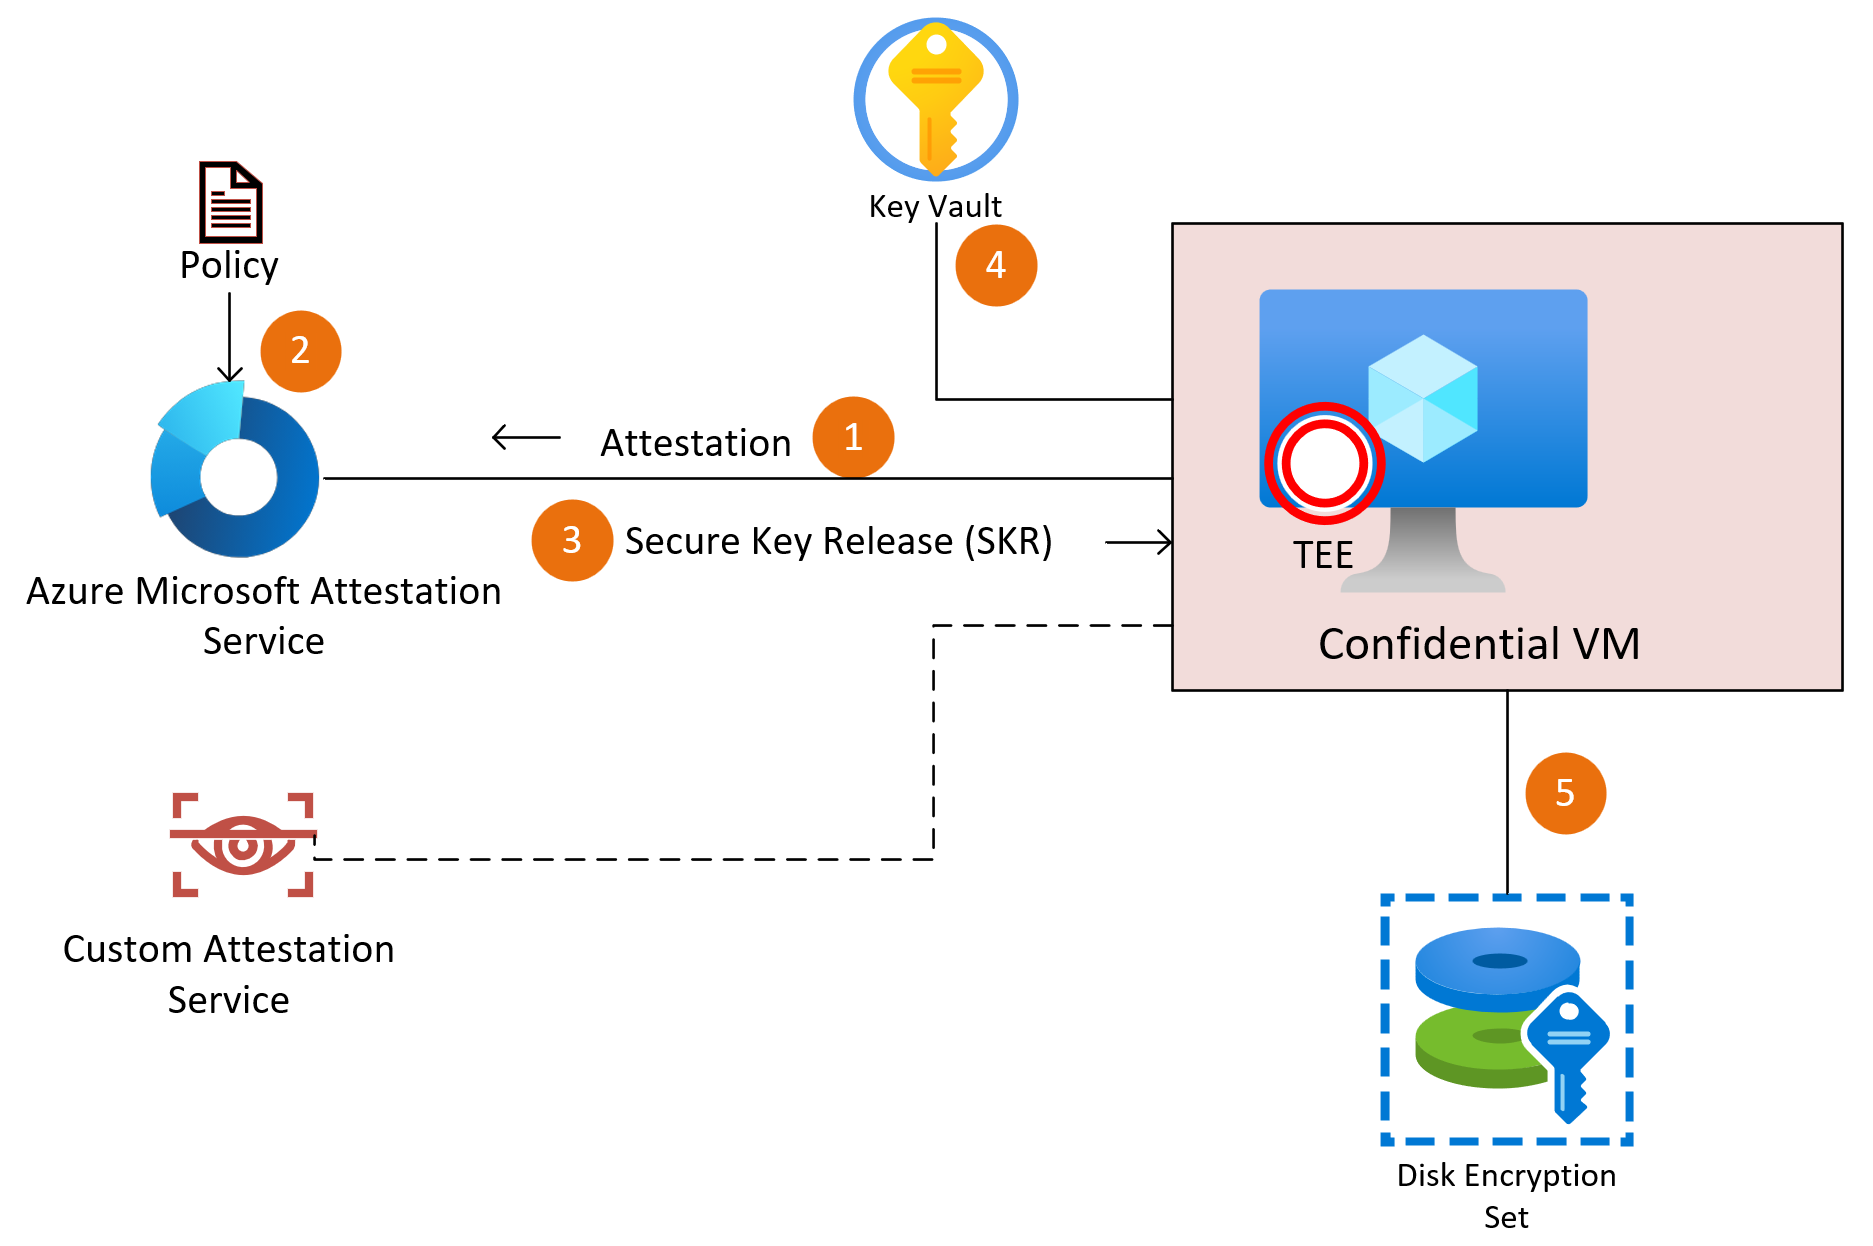 Key Vault
4
Policy
2
Attestation
1
3
Secure Key Release (SKR)
TEE
Azure Microsoft Attestation
Service
Confidential VM
5
Custom Attestation
Service
Disk Encryption
Set